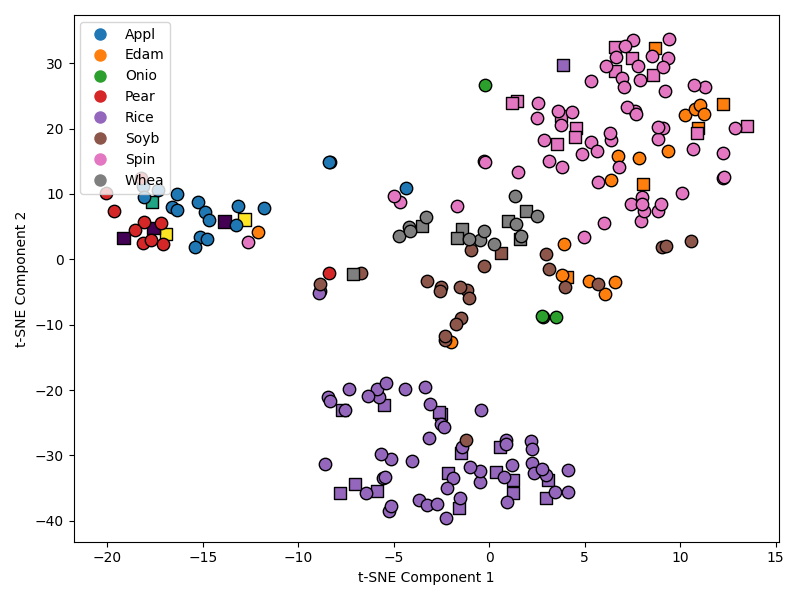 Appl
Edam
Onio
Pear
Rice
Soyb
Spin
Whea
30
20
10
0
−10
−20
−30
−40
t-SNE Component 2
−20 −15 −10 −5 0 5 10 15
t-SNE Component 1